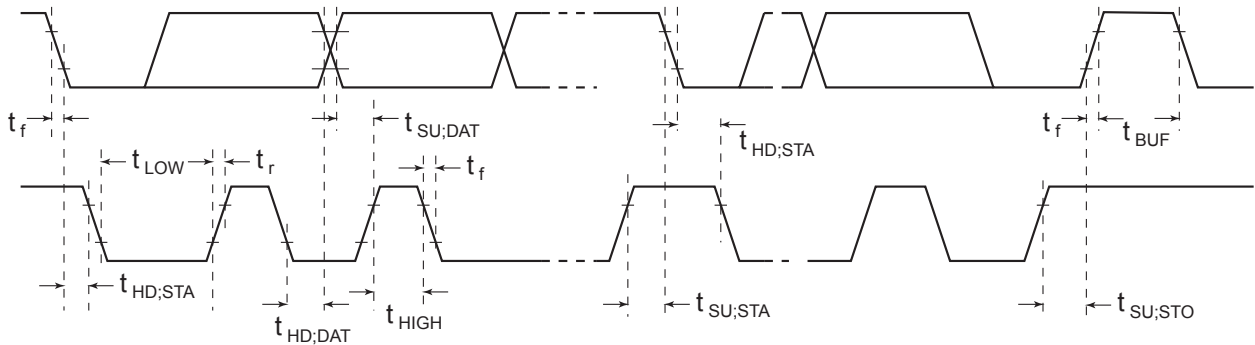 t f
t SU;DAT
t HD;STA
t f
t BUF
t LOW
t r
t f
t HD;STA
t HD;DAT
t HIGH
t SU;STA
t SU;STO